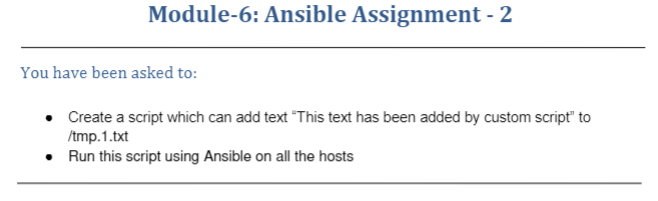 Module-6: Ansible Assignment - 2
You have been asked to:
• Create a script which can add text “This text has been added by custom script” to
/tmp.1.txt
• Run this script using Ansible on all the hosts